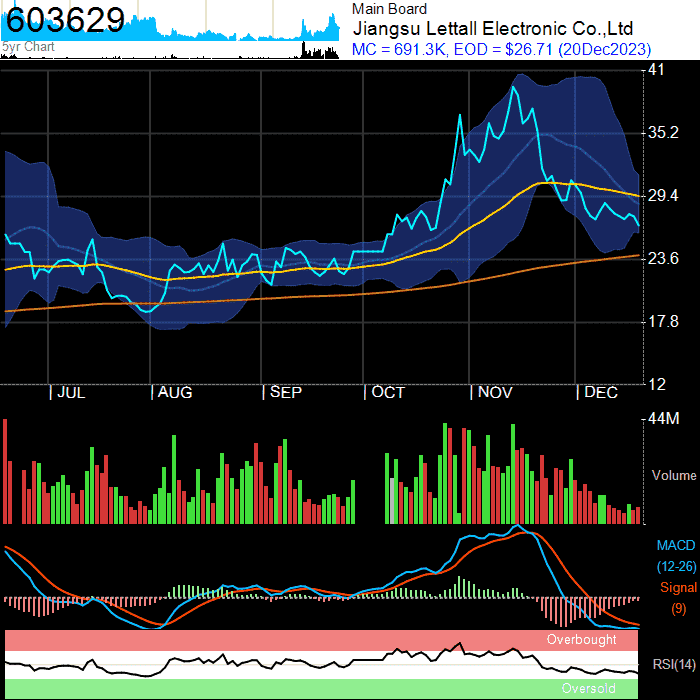 603629
5yr Chart
Main Board
Jiangsu Lettall Electronic Co.,Ltd
MC = 691.3K, EOD = $26.71 (20Dec2023)
41
35.2
29.4
23.6
17.8
12
| JUL | AUG | SEP | OCT | NOV | DEC
44M
Volume
MACD
(12-26)
Signal
(9)
Overbought
RSI(14)
Oversold